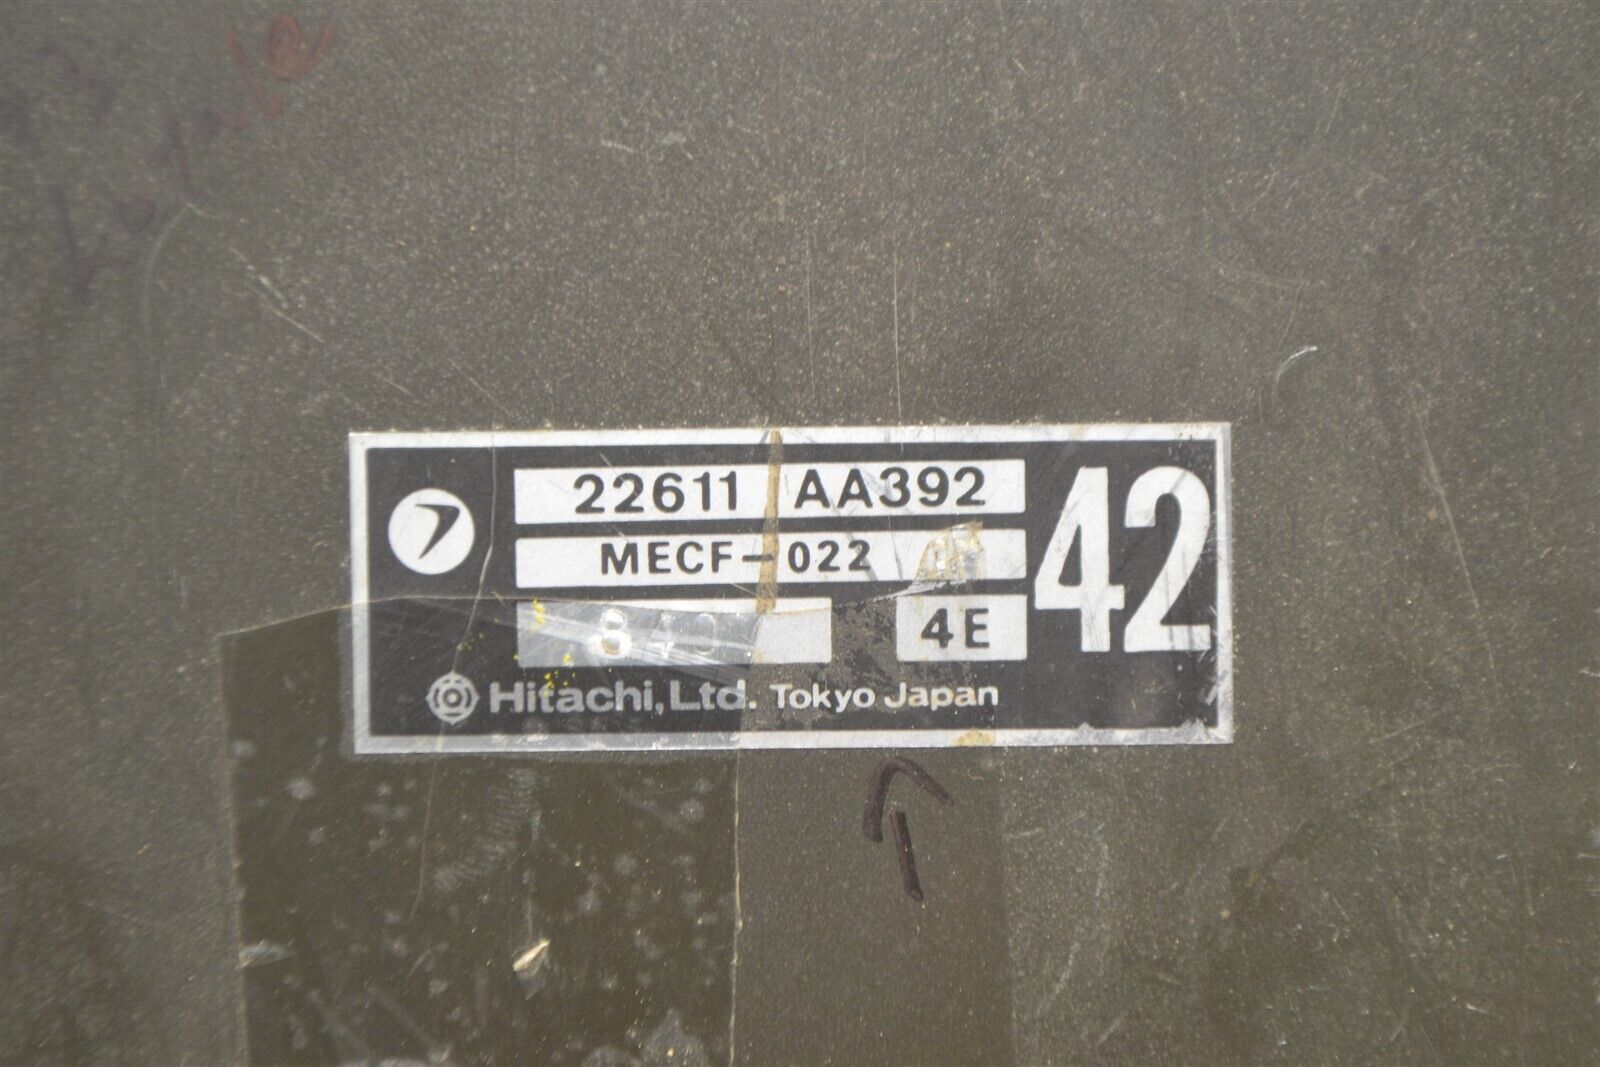 22611 AA392
MECF-022
4E
42
Hitachi, Ltd. Tokyo Japan